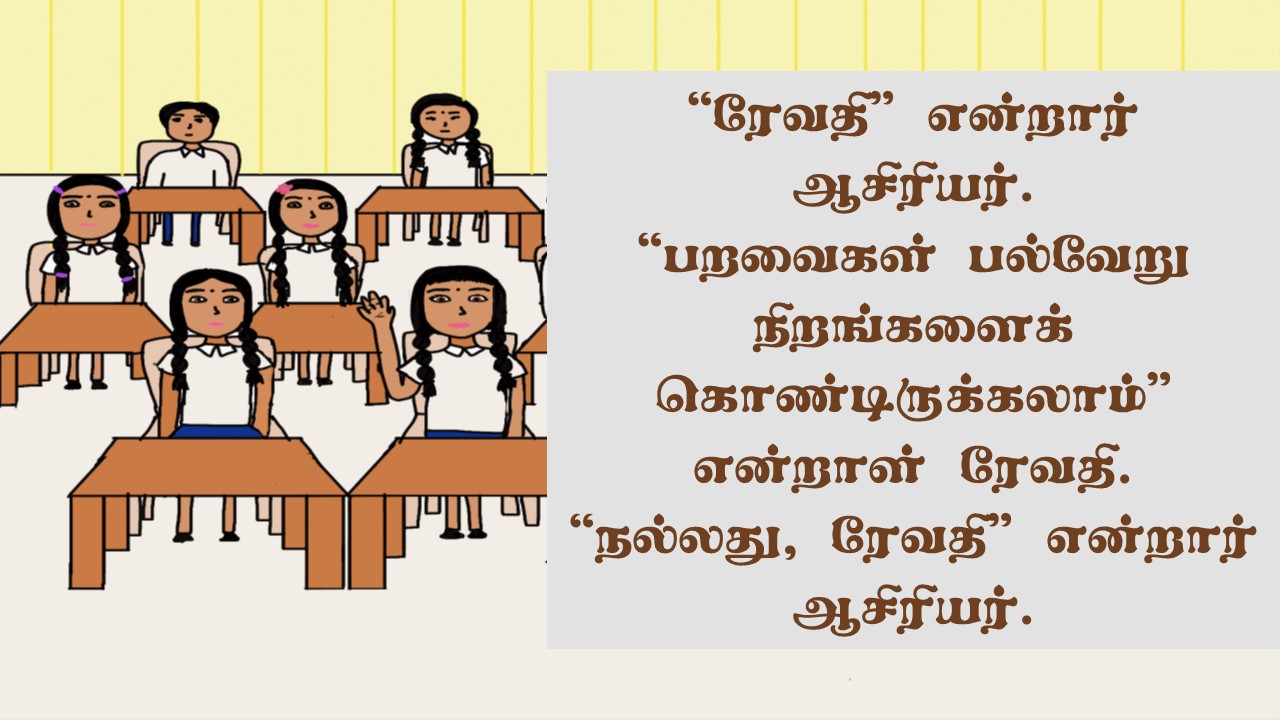 “ரேவதி” என்றார்
ஆசிரியர்.
“பறவைகள் பல்வேறு
நிறங்களைக்
கொண்டிருக்கலாம்”
என்றாள் ரேவதி.
“நல்லது, ரேவதி” என்றார்
ஆசிரியர்.